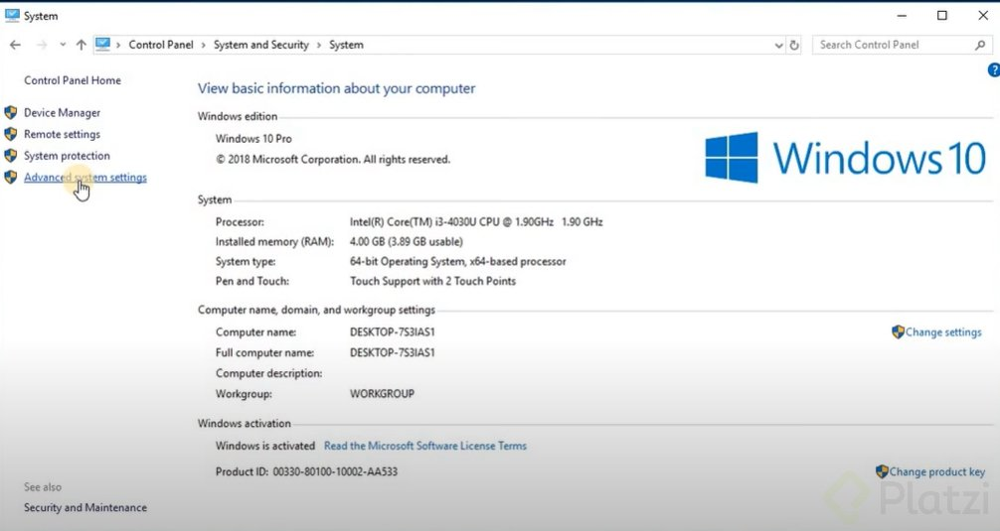 System
Control Panel > System and Security > System
Search Control Panel
Control Panel Home
Device Manager
Remote settings
System protection
Advanced system settings
View basic information about your computer
Windows edition
Windows 10 Pro
© 2018 Microsoft Corporation. All rights reserved.
Windows 10
System
Processor: Intel(R) Core(TM) i3-4030U CPU @ 1.90GHz 1.90 GHz
Installed memory (RAM): 4.00 GB (3.89 GB usable)
System type: 64-bit Operating System, x64-based processor
Pen and Touch: Touch Support with 2 Touch Points
Computer name, domain, and workgroup settings
Computer name: DESKTOP-7S3IAS1
Change settings
Full computer name: DESKTOP-7S3IAS1
Computer description:
Workgroup: WORKGROUP
Windows activation
Windows is activated Read the Microsoft Software License Terms
Product ID: 00330-80100-10002-AA533
Change product key
See also
Security and Maintenance
Platzi